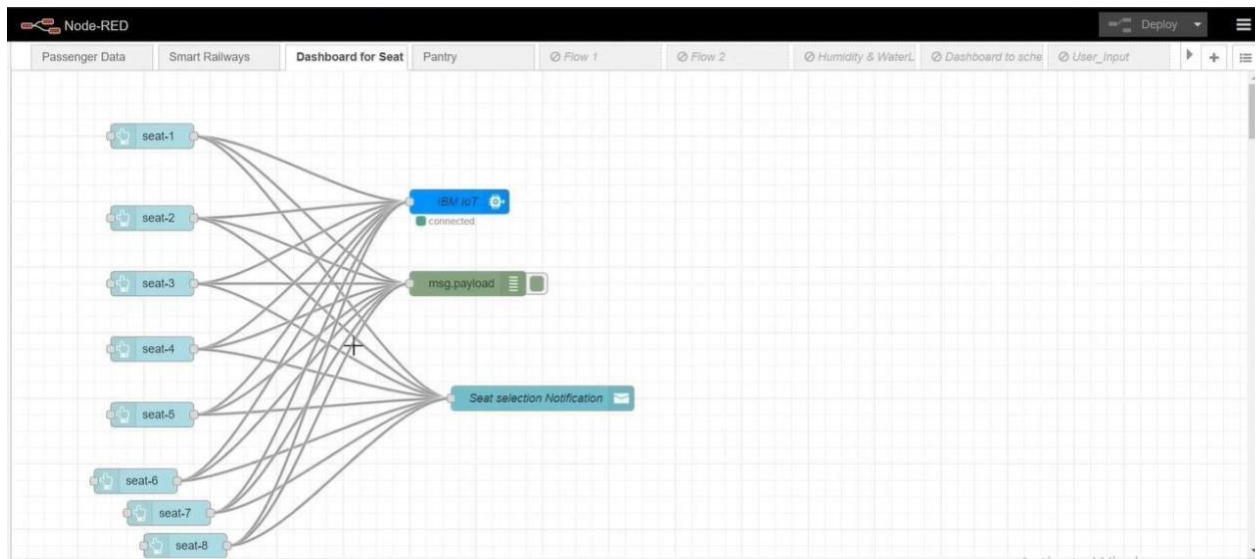 Node-RED
Deploy
Passenger Data
Smart Railways
Dashboard for Seat
Pantry
Flow 1
Flow 2
Humidity & WaterL
Dashboard to sche
User_Input
seat-1
IBM IoT
seat-2
connected
seat-3
msg.payload
seat-4
Seat selection Notification
seat-5
seat-6
seat-7
seat-8